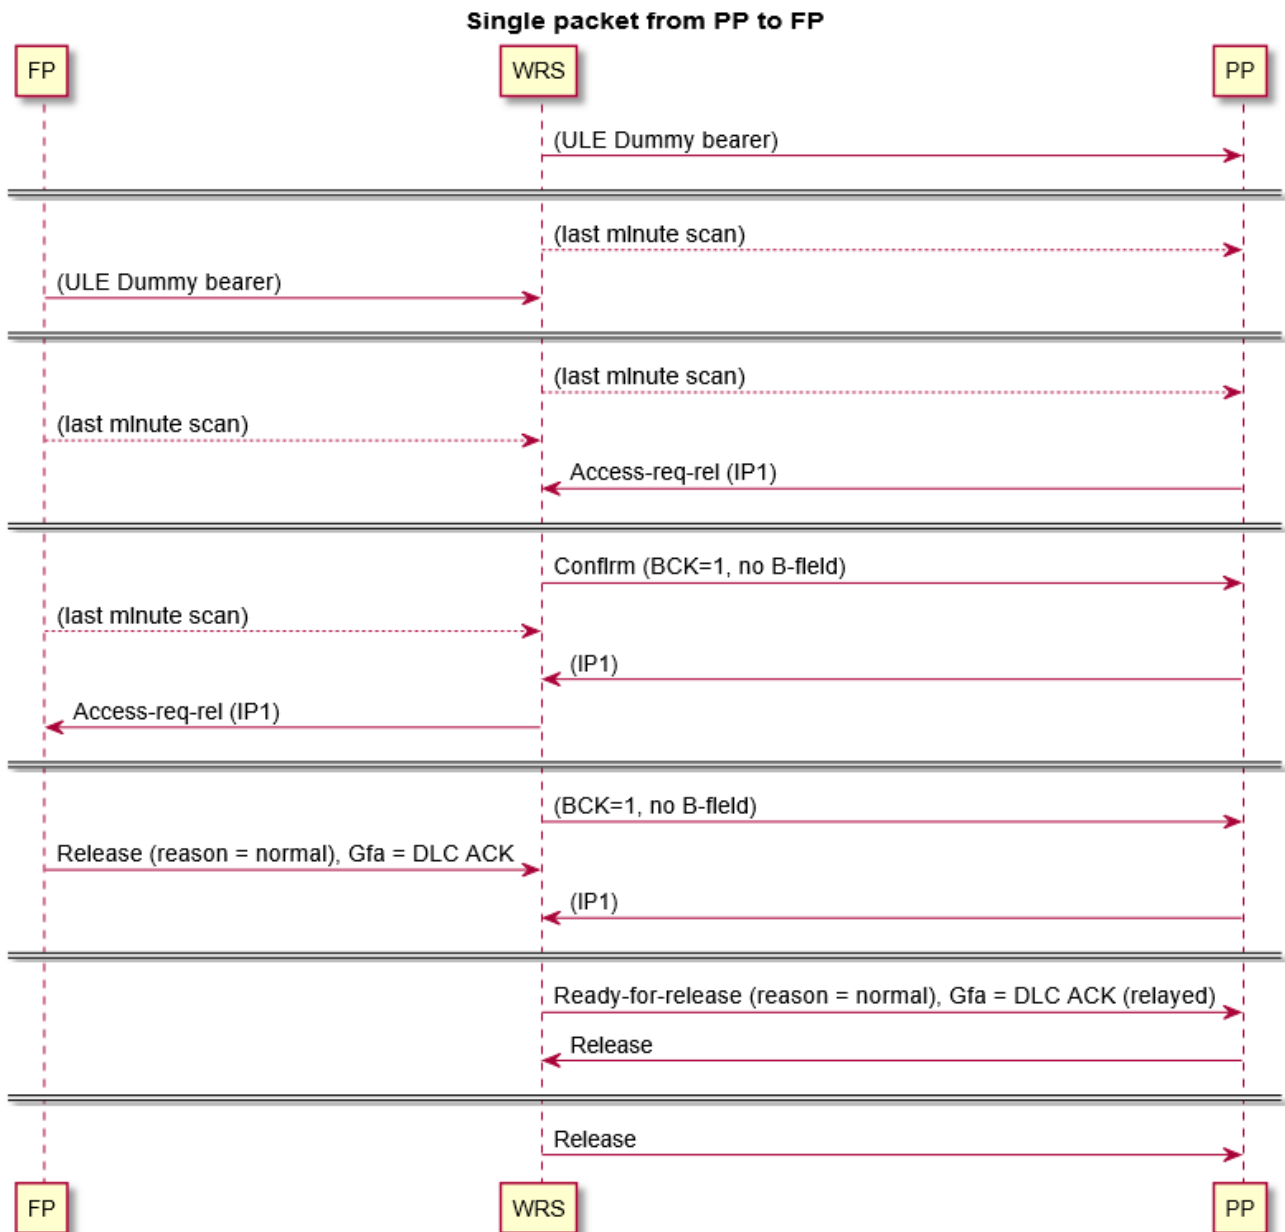 Single packet from PP to FP
FP
WRS
PP
(ULE Dummy bearer)
(last minute scan)
(ULE Dummy bearer)
(last minute scan)
(last minute scan)
Access-req-rel (IP1)
Confirm (BCK=1, no B-field)
(last minute scan)
(IP1)
Access-req-rel (IP1)
(BCK=1, no B-field)
Release (reason = normal), Gfa = DLC ACK
(IP1)
Ready-for-release (reason = normal), Gfa = DLC ACK (relayed)
Release
Release
FP
WRS
PP